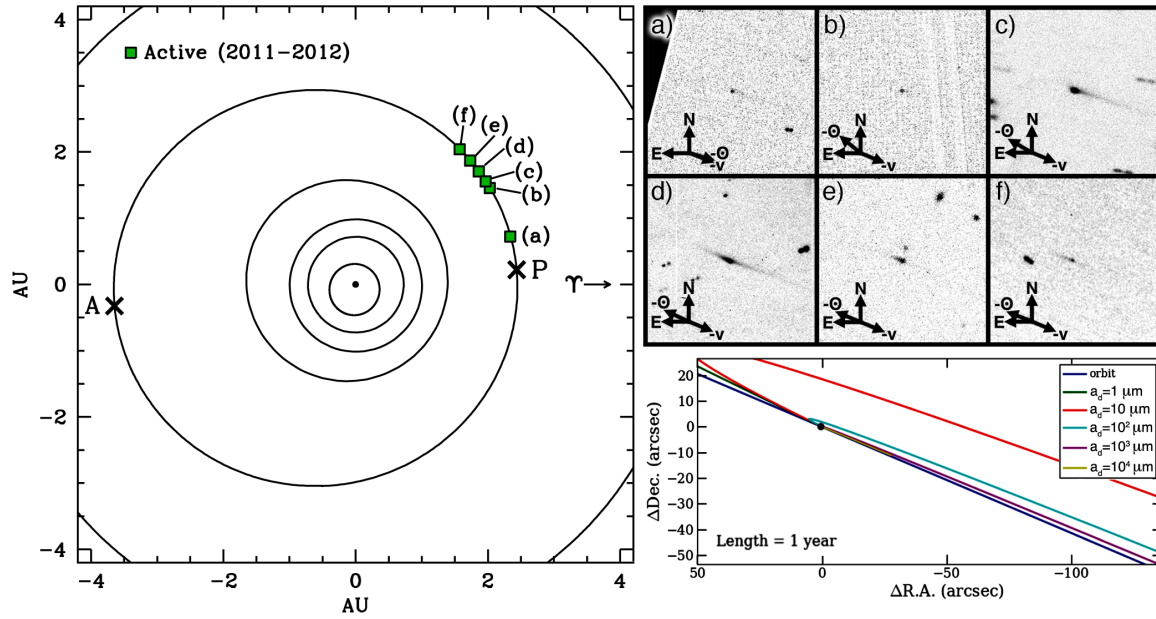 Active (2011−2012)
(f)
(e)
(d)
(c)
(b)
(a)
P
A
♈︎
4
2
0
−2
−4
−4
−2
0
2
4
AU
AU
a)
N
E
-⊙
-v
b)
N
-⊙
E
-v
c)
N
-⊙
E
-v
d)
N
-⊙
E
-v
e)
N
-⊙
E
-v
f)
N
-⊙
E
-v
20
10
0
−10
−20
−30
−40
−50
ΔDec. (arcsec)
orbit
a_d=1 μm
a_d=10 μm
a_d=10² μm
a_d=10³ μm
a_d=10⁴ μm
Length = 1 year
50
0
−50
−100
ΔR.A. (arcsec)